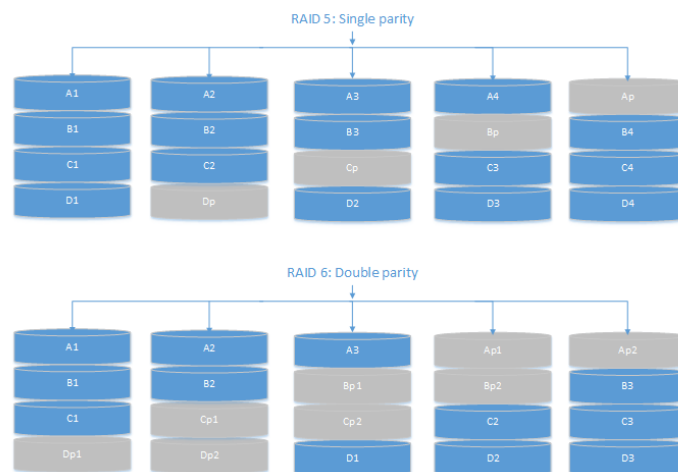 RAID 5: Single parity
A1 A2 A3 A4 Ap
B1 B2 B3 Bp B4
C1 C2 Cp C3 C4
D1 Dp D2 D3 D4
RAID 6: Double parity
A1 A2 A3 Ap1 Ap2
B1 B2 Bp1 Bp2 B3
C1 Cp1 Cp2 C2 C3
Dp1 Dp2 D1 D2 D3